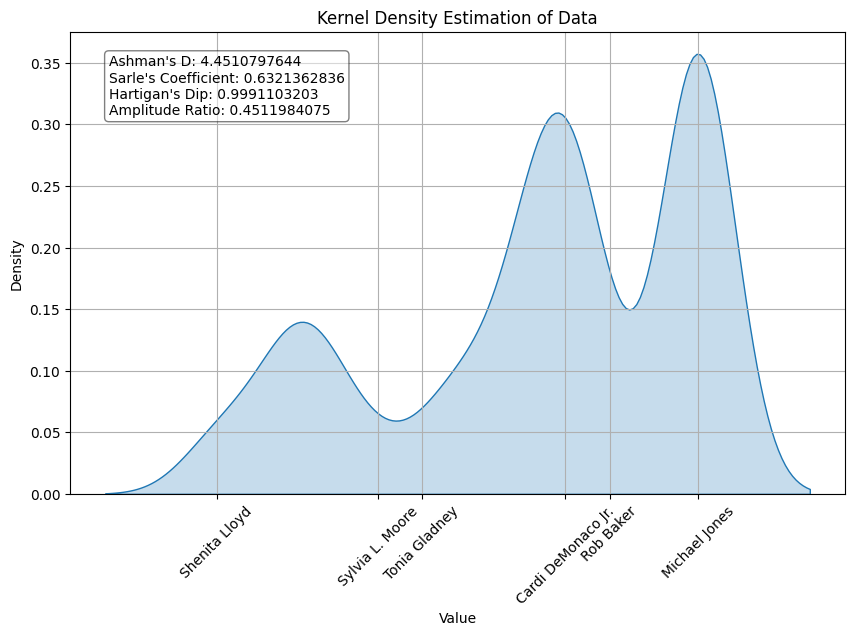 Kernel Density Estimation of Data
Ashman's D: 4.4510797644
Sarle's Coefficient: 0.6321362836
Hartigan's Dip: 0.9991103203
Amplitude Ratio: 0.4511984075
Density
0.35
0.30
0.25
0.20
0.15
0.10
0.05
0.00
Shenita Lloyd
Sylvia L. Moore
Tonia Gladney
Cardi DeMonaco Jr.
Rob Baker
Michael Jones
Value